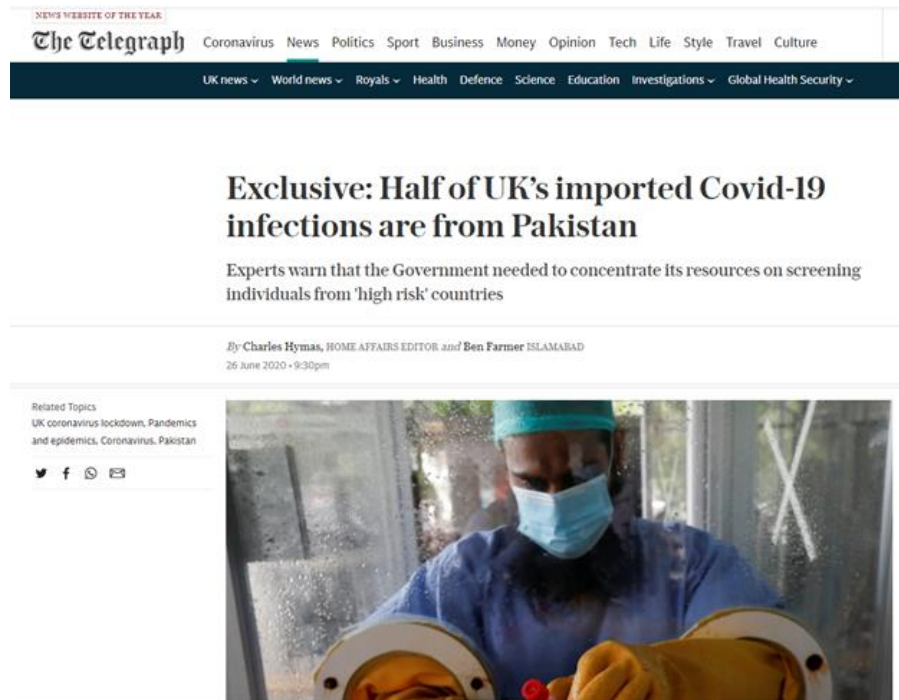 NEWS WEBSITE OF THE YEAR
The Telegraph
Coronavirus News Politics Sport Business Money Opinion Tech Life Style Travel Culture
UK news World news Royals Health Defence Science Education Investigations Global Health Security
Exclusive: Half of UK's imported Covid-19
infections are from Pakistan
Experts warn that the Government needed to concentrate its resources on screening
individuals from 'high risk' countries
By Charles Hymas, HOME AFFAIRS EDITOR and Ben Farmer ISLAMABAD
26 June 2020 • 9:30pm
Related Topics
UK coronavirus lockdown, Pandemics
and epidemics, Coronavirus, Pakistan